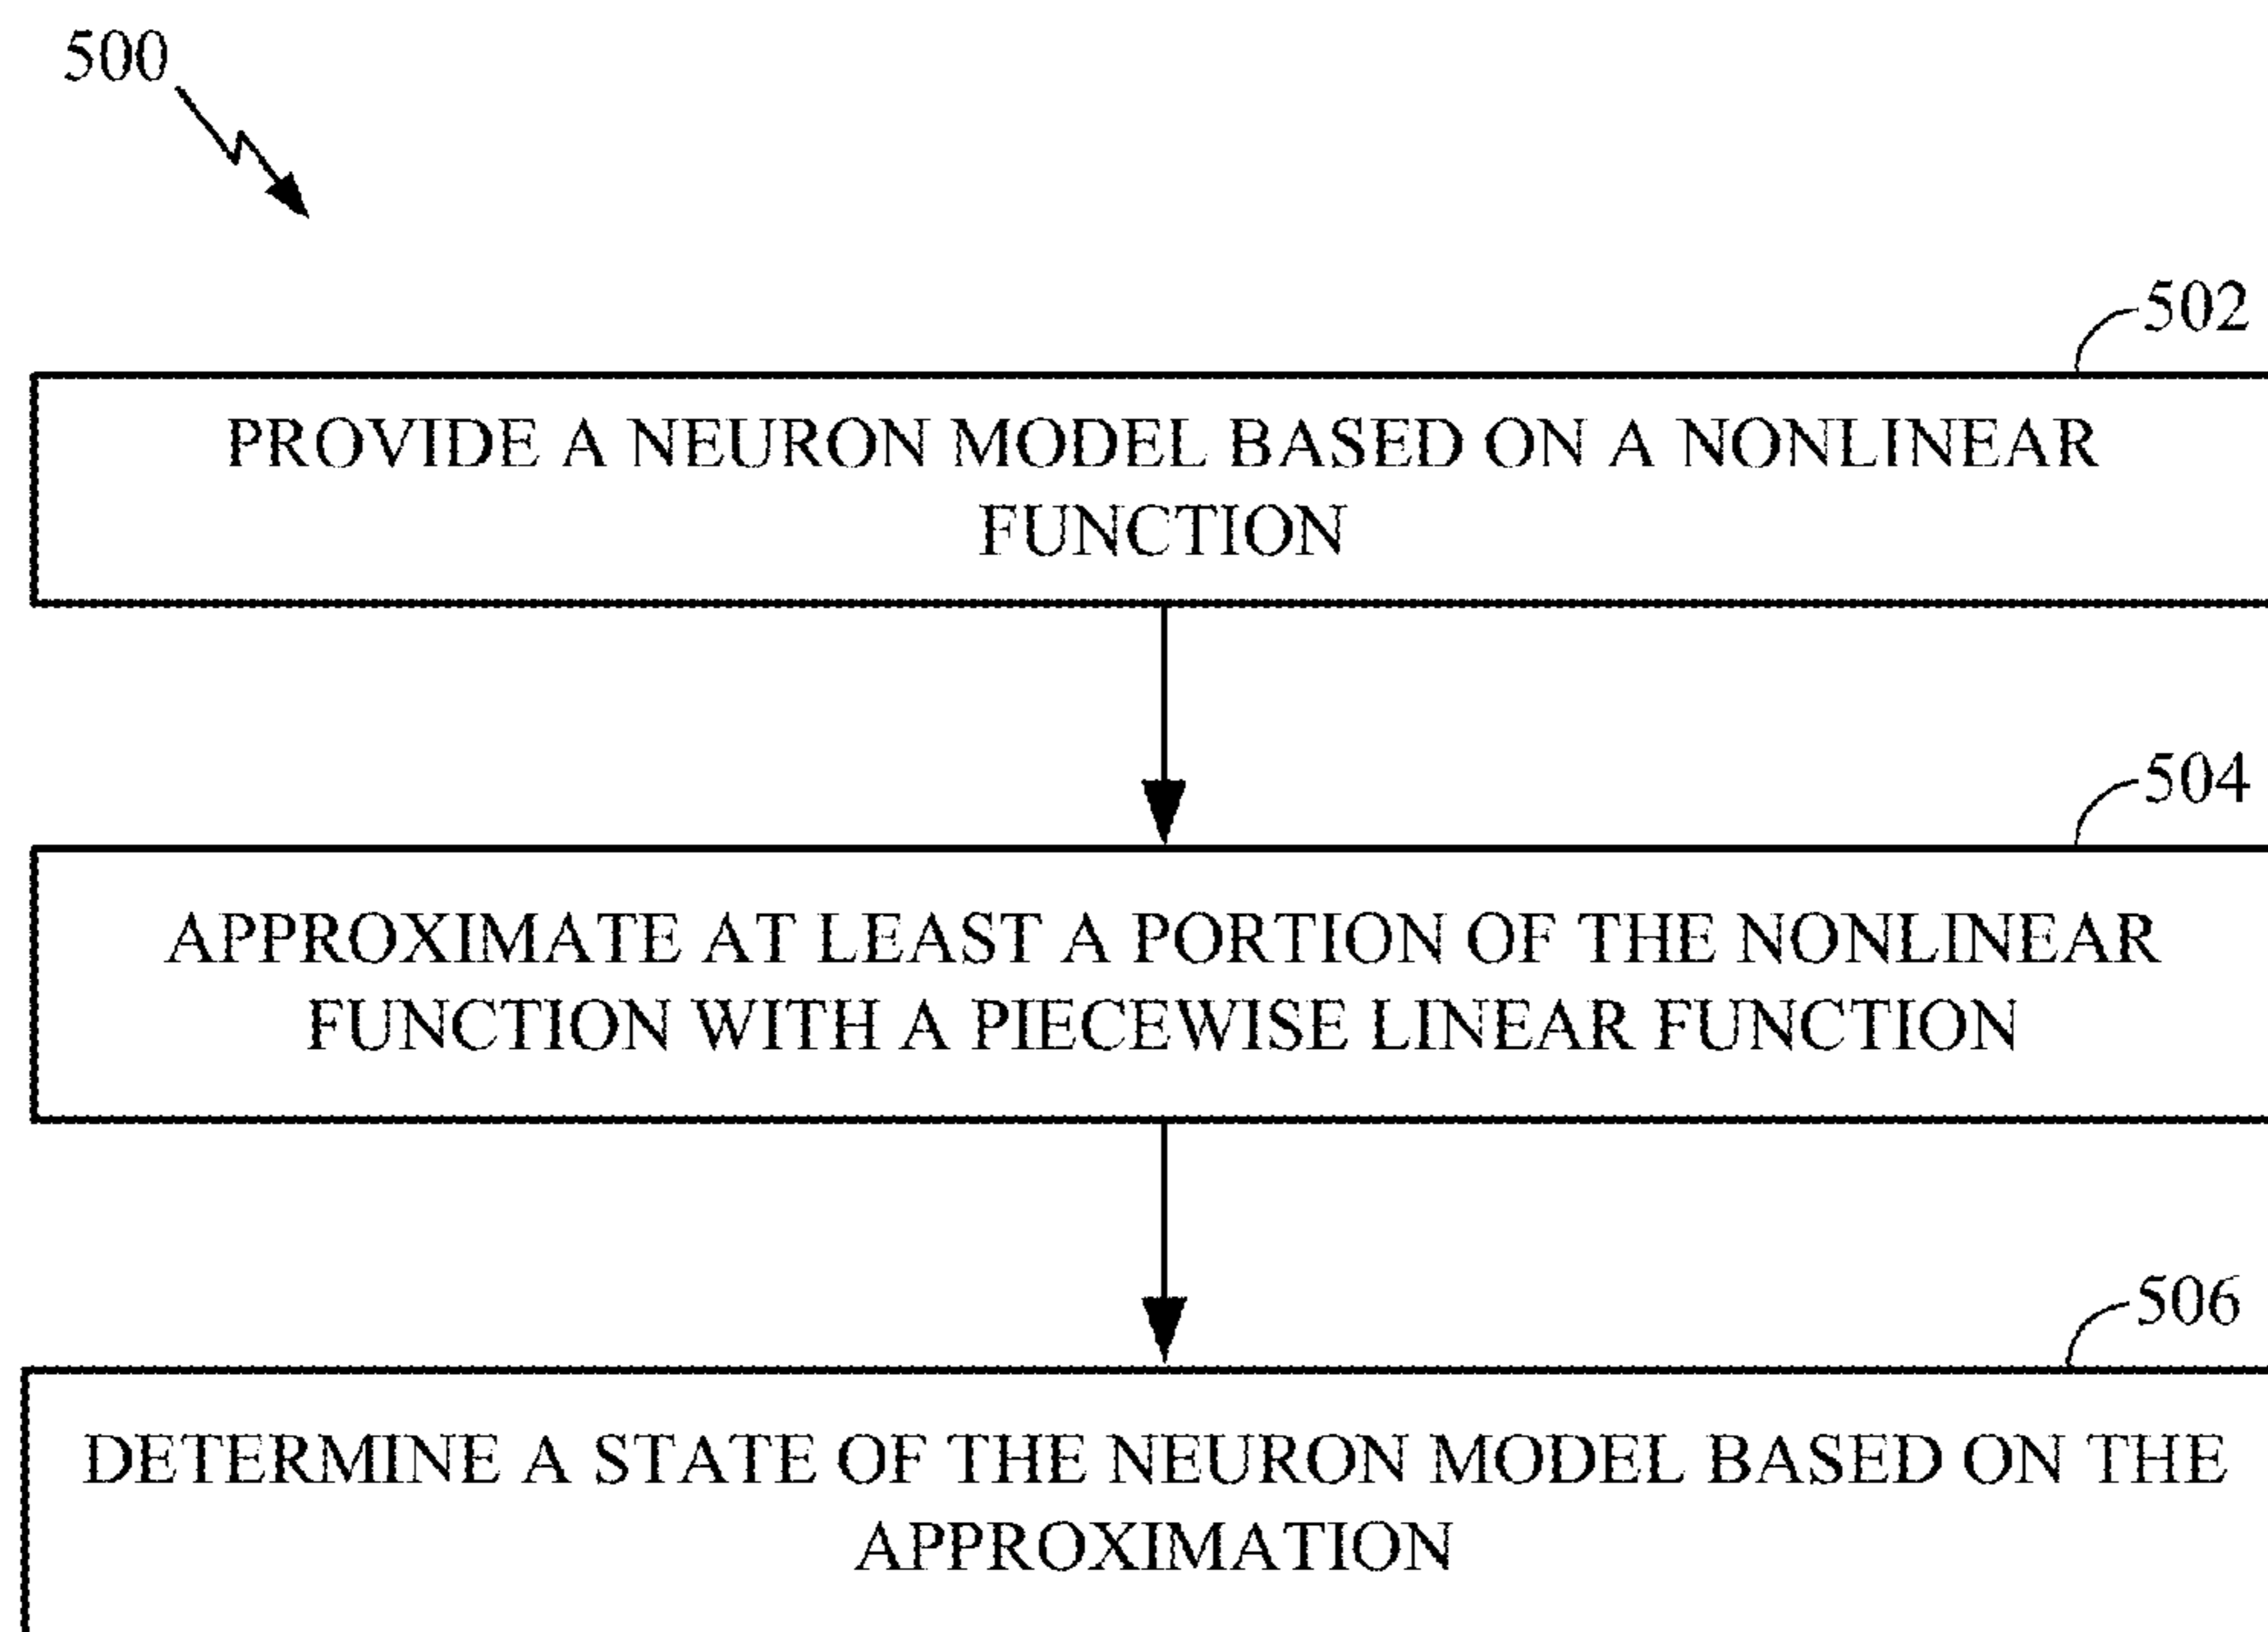 500
502
PROVIDE A NEURON MODEL BASED ON A NONLINEAR
FUNCTION
504
APPROXIMATE AT LEAST A PORTION OF THE NONLINEAR
FUNCTION WITH A PIECEWISE LINEAR FUNCTION
506
DETERMINE A STATE OF THE NEURON MODEL BASED ON THE
APPROXIMATION